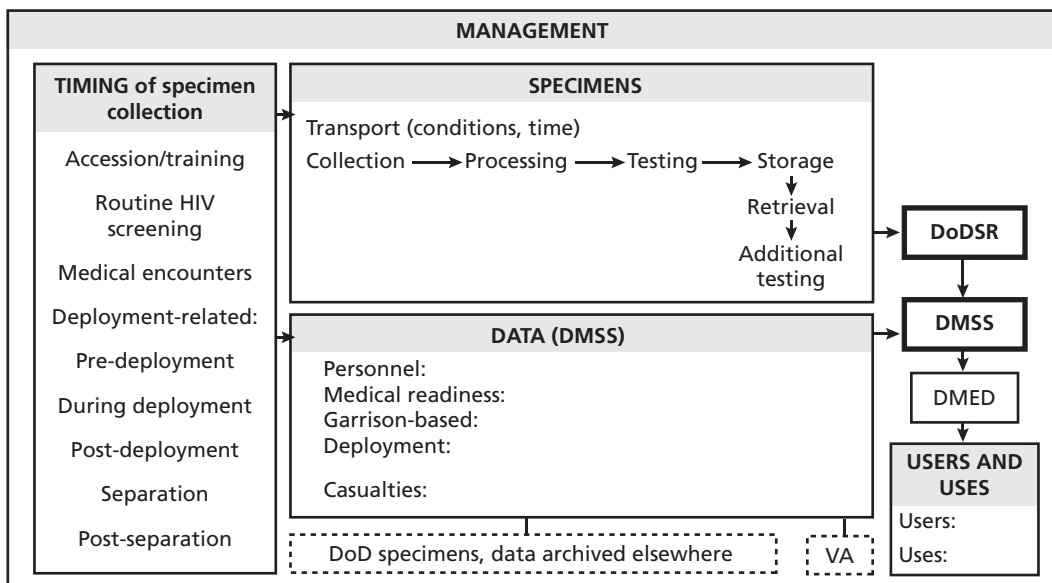 MANAGEMENT
TIMING of specimen
collection
Accession/training
Routine HIV
screening
Medical encounters
Deployment-related:
Pre-deployment
During deployment
Post-deployment
Separation
Post-separation
SPECIMENS
Transport (conditions, time)
Collection Processing Testing Storage
Retrieval
Additional
testing
DATA (DMSS)
Personnel:
Medical readiness:
Garrison-based:
Deployment:
Casualties:
DoD specimens, data archived elsewhere
VA
DoDSR
DMSS
DMED
USERS AND
USES
Users:
Uses: